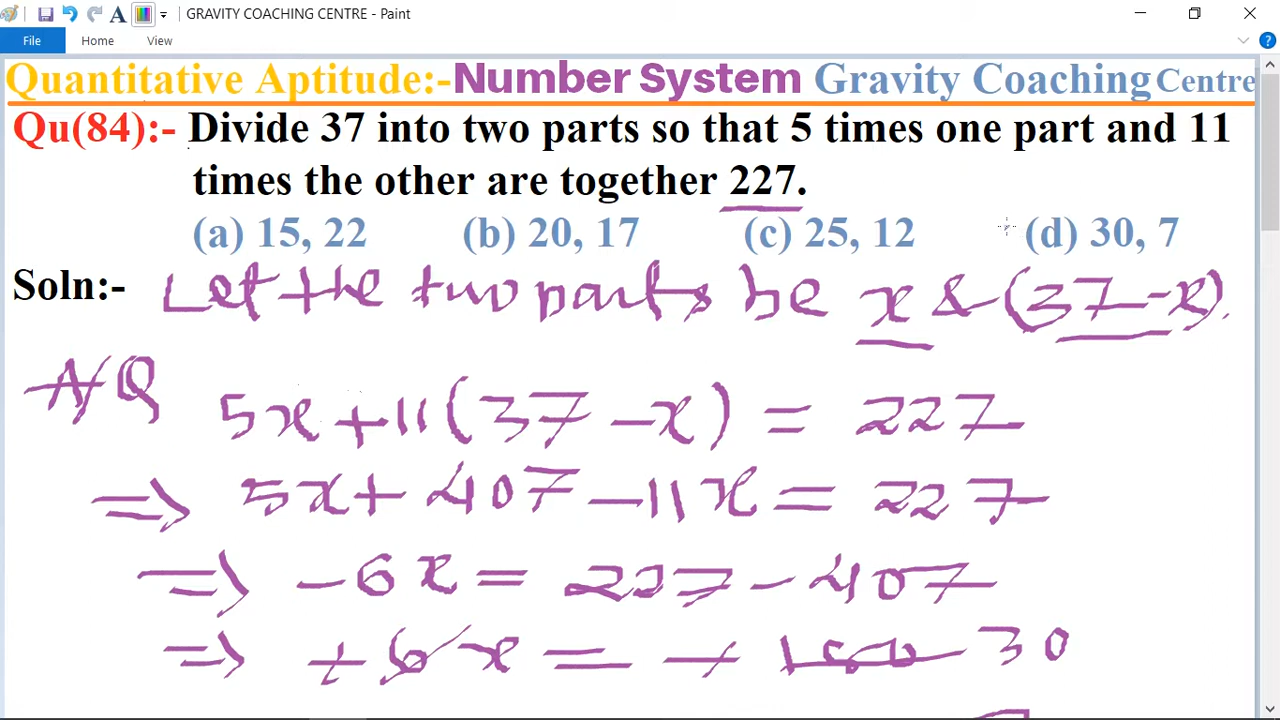 GRAVITY COACHING CENTRE - Paint
File Home View
Quantitative Aptitude:-Number System Gravity Coaching Centre
Qu(84):- Divide 37 into two parts so that 5 times one part and 11
times the other are together 227.
(a) 15, 22 (b) 20, 17 (c) 25, 12 (d) 30, 7
Soln:- Let the two parts be x & (37-x).
A/Q
5x+11(37-x) = 227
=> 5x+407-11x = 227
=> -6x = 227-407
=> +6x = +180 30